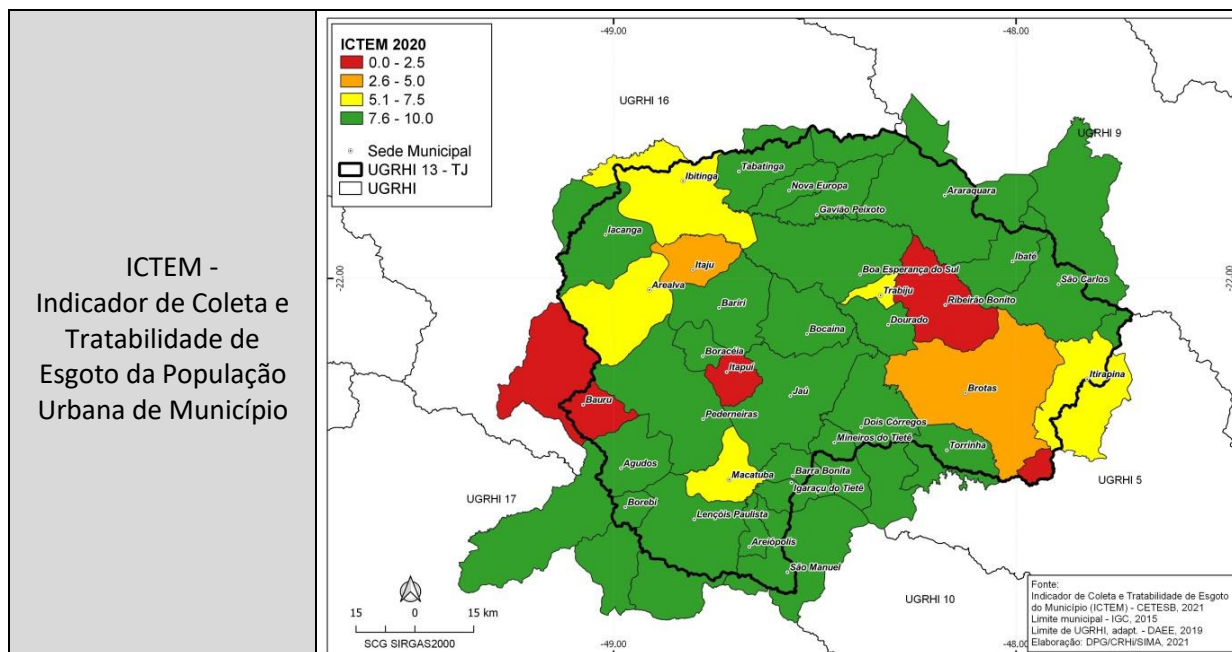 ICTEM -
Indicador de Coleta e
Tratabilidade de
Esgoto da População
Urbana de Município
-49.00
-48.00
ICTEM 2020
0.0 - 2.5
2.6 - 5.0
5.1 - 7.5
7.6 - 10.0
Sede Municipal
UGRHI 13 - TJ
UGRHI
UGRHI 16
UGRHI 9
Tabatinga
Ibitinga
Nova Europa
Araraquara
Gavião Peixoto
Iacanga
Ibaté
Itaju
Boa Esperança do Sul
São Carlos
-22.00
-22.00
Arealva
Trabiju
Ribeirão Bonito
Bariri
Dourado
Bocaina
Boracéia
Itapuí
Itirapina
Brotas
Jaú
Bauru
Pederneiras
Dois Córregos
Mineiros do Tietê
Torrinha
Agudos
Barra Bonita
Macatuba
Igaraçu do Tietê
UGRHI 5
UGRHI 17
Borebi
Lençóis Paulista
Areiópolis
São Manuel
UGRHI 10
15 0 15 km
SCG SIRGAS2000
-49.00
-48.00
Fonte:
Indicador de Coleta e Tratabilidade de Esgoto
do Município (ICTEM) - CETESB, 2021
Limite municipal - IGC, 2015
Limite de UGRHI, adapt. - DAEE, 2019
Elaboração: DPG/CRHi/SIMA, 2021